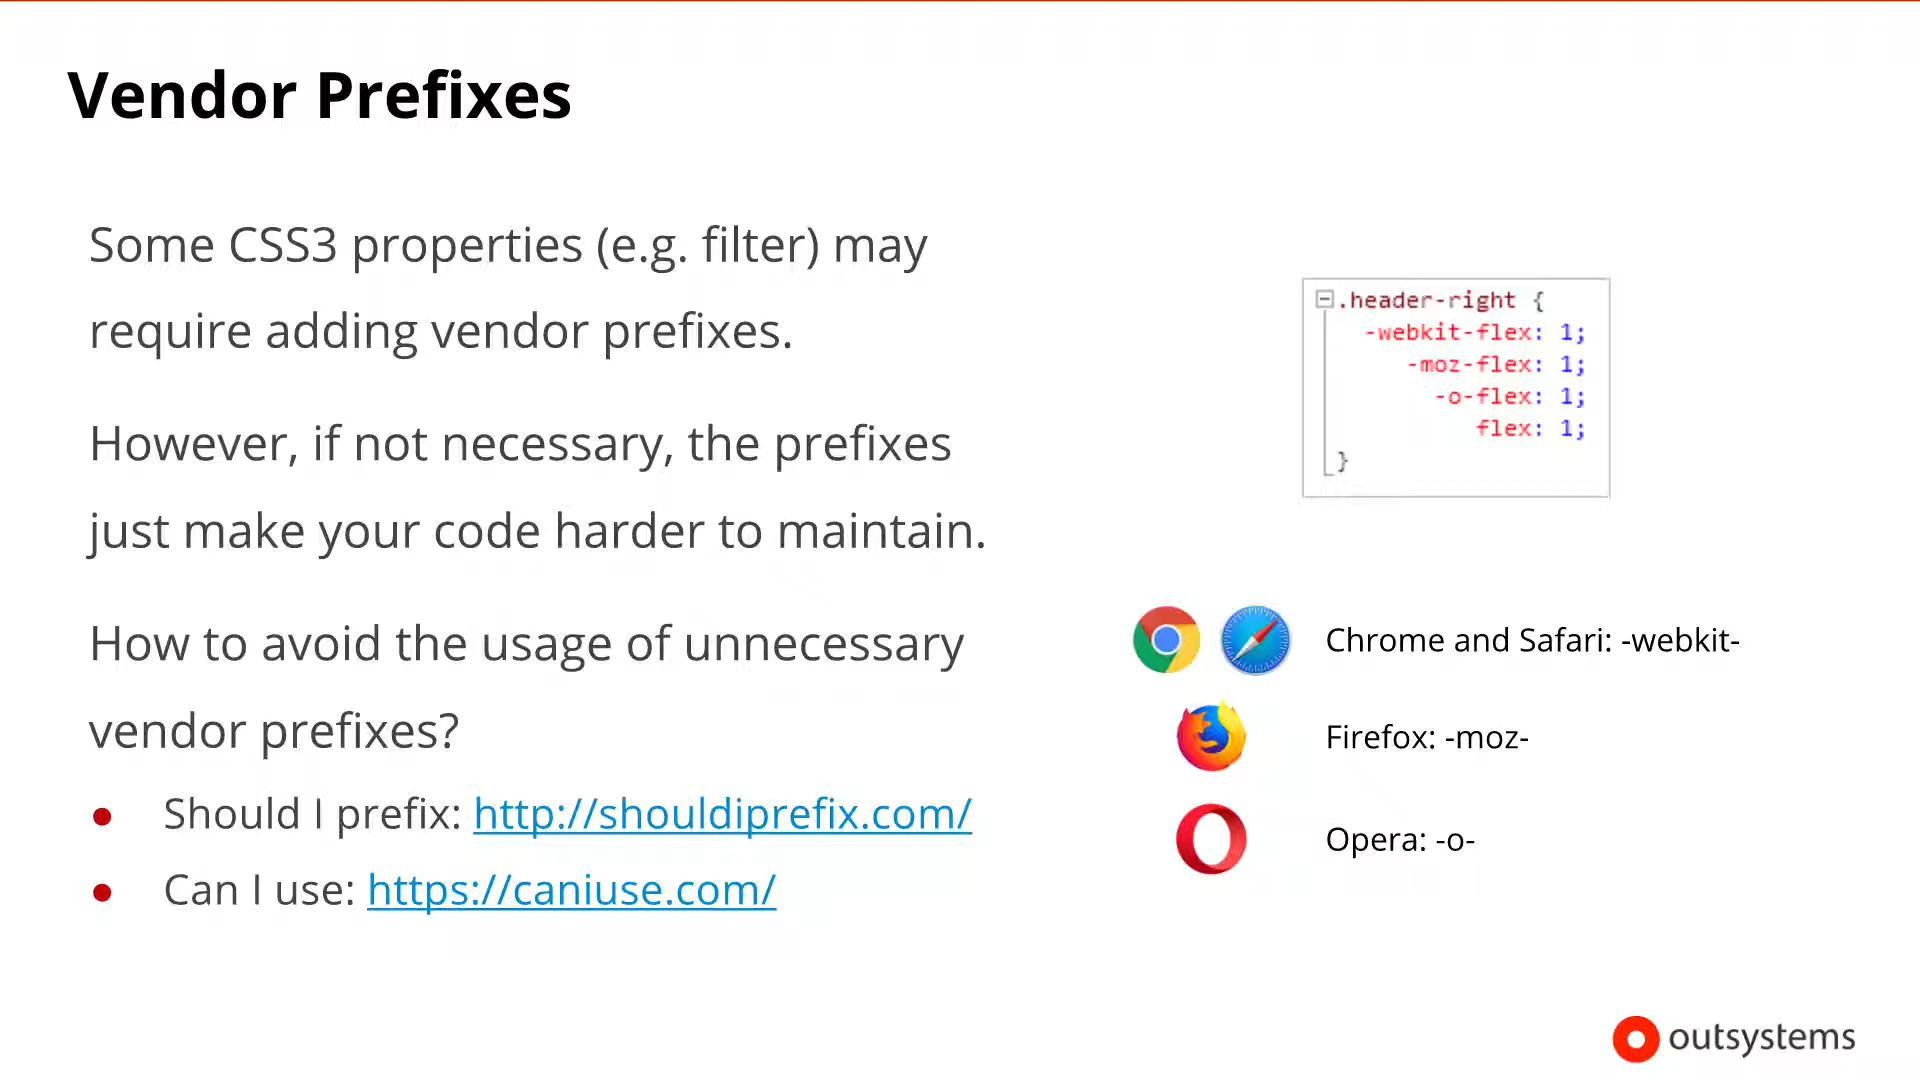 Vendor Prefixes
Some CSS3 properties (e.g. filter) may
require adding vendor prefixes.
However, if not necessary, the prefixes
just make your code harder to maintain.
How to avoid the usage of unnecessary
vendor prefixes?
● Should I prefix: http://shouldiprefix.com/
● Can I use: https://caniuse.com/
.header-right {
-webkit-flex: 1;
-moz-flex: 1;
-o-flex: 1;
flex: 1;
}
Chrome and Safari: -webkit-
Firefox: -moz-
Opera: -o-
outsystems